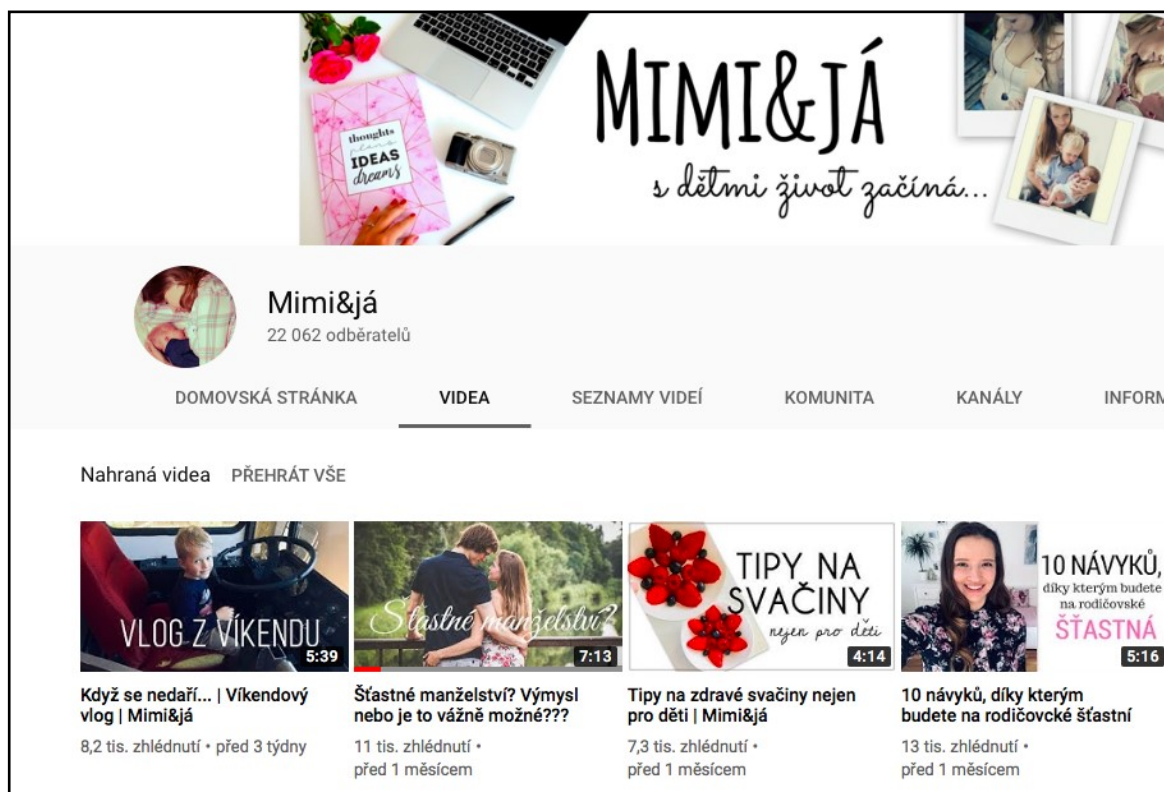 thoughts
plans
IDEAS
dreams
MIMI&JÁ
s dětmi život začíná...
Mimi&já
22 062 odběratelů
DOMOVSKÁ STRÁNKA VIDEA SEZNAMY VIDEÍ KOMUNITA KANÁLY INFORM
Nahraná videa PŘEHRÁT VŠE
VLOG Z VÍKENDU
5:39
Šťastné manželství?
7:13
TIPY NA
SVAČINY
nejen pro děti
4:14
10 NÁVYKŮ,
díky kterým budete
na rodičovské
ŠŤASTNÁ
5:16
Když se nedaří... | Víkendový
vlog | Mimi&já
8,2 tis. zhlédnutí • před 3 týdny
Šťastné manželství? Výmysl
nebo je to vážně možné???
11 tis. zhlédnutí •
před 1 měsícem
Tipy na zdravé svačiny nejen
pro děti | Mimi&já
7,3 tis. zhlédnutí •
před 1 měsícem
10 návyků, díky kterým
budete na rodičovcké šťastní
13 tis. zhlédnutí •
před 1 měsícem